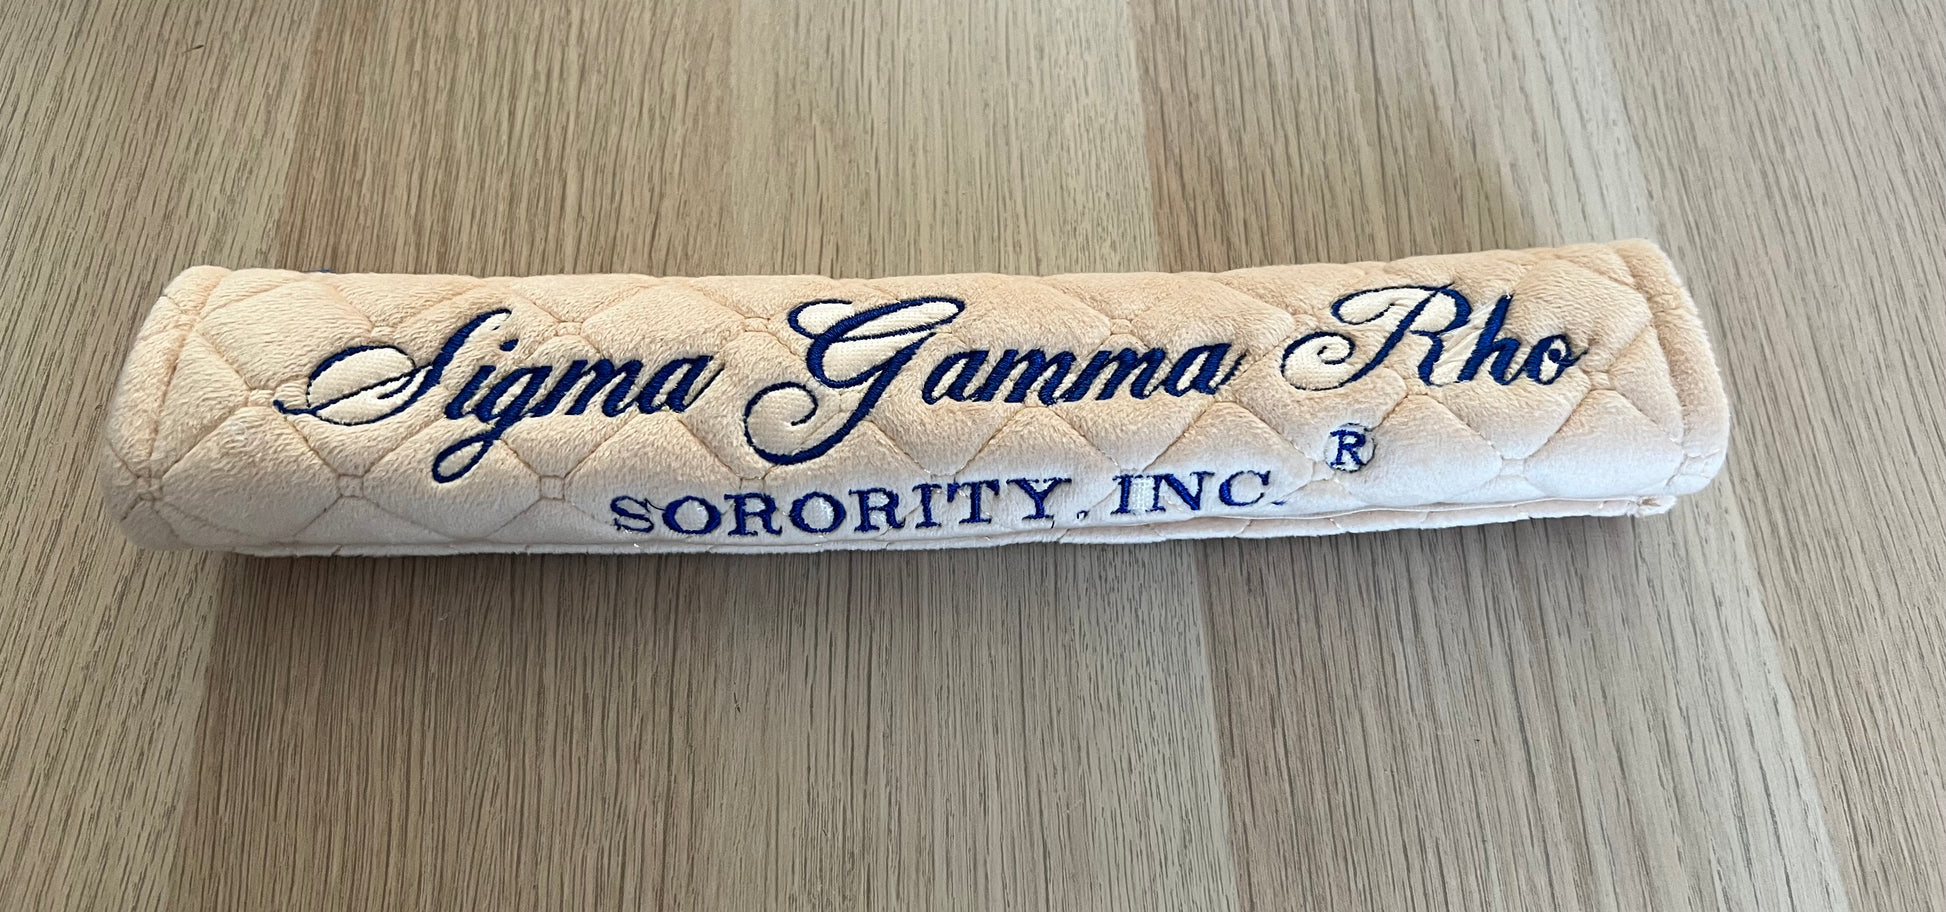 Sigma Gamma Rho
SORORITY, INC. ®